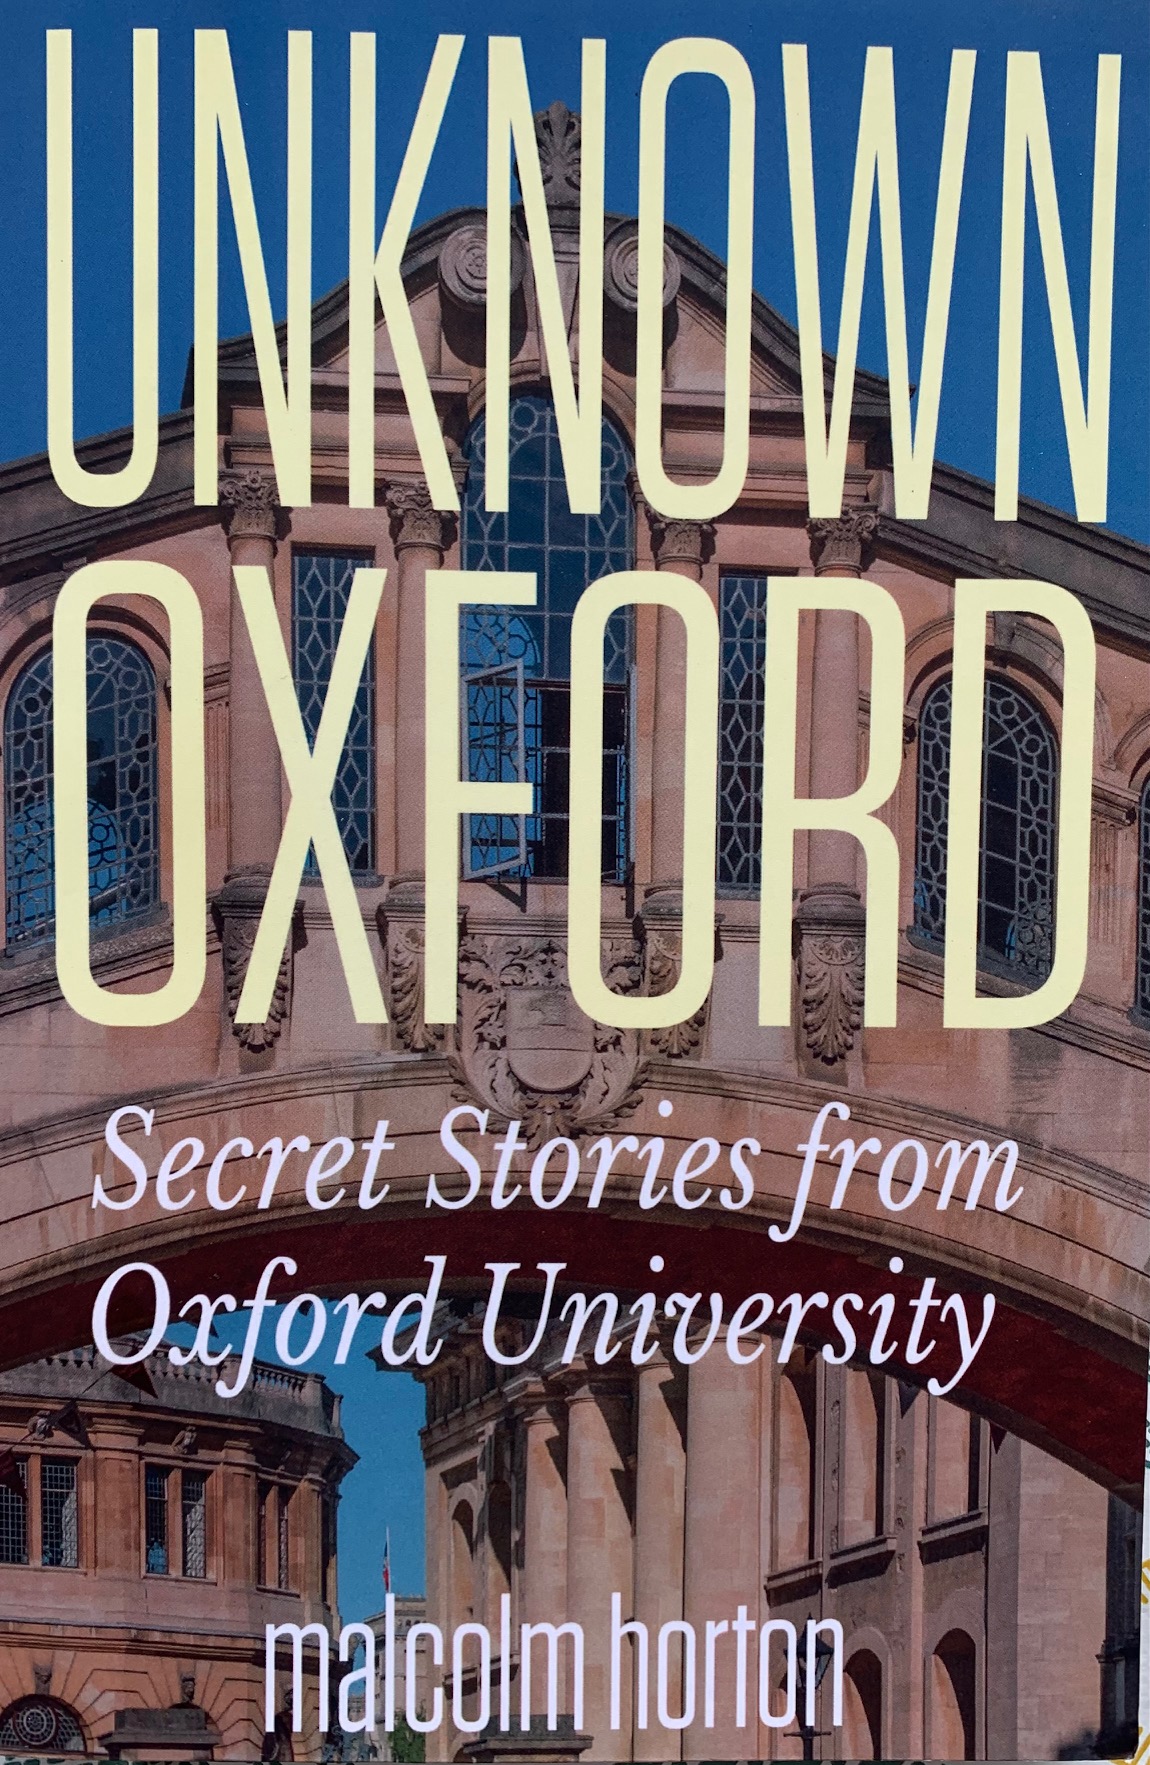 UNKNOWN
OXFORD
Secret Stories from
Oxford University
malcolm horton